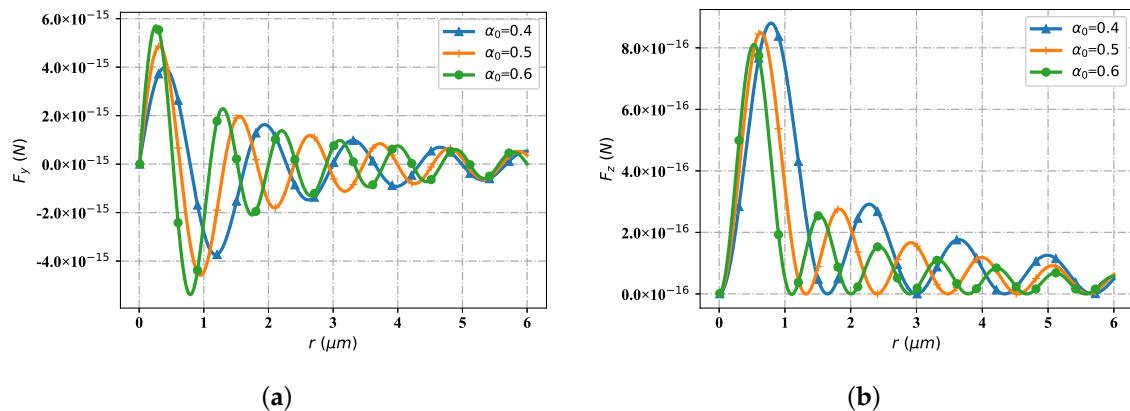 6.0×10⁻¹⁵
4.0×10⁻¹⁵
2.0×10⁻¹⁵
0.0×10⁻¹⁵
-2.0×10⁻¹⁵
-4.0×10⁻¹⁵
F_y (N)
0 1 2 3 4 5 6
r (μm)
α₀=0.4
α₀=0.5
α₀=0.6
(a)
8.0×10⁻¹⁶
6.0×10⁻¹⁶
4.0×10⁻¹⁶
2.0×10⁻¹⁶
0.0×10⁻¹⁶
F_z (N)
0 1 2 3 4 5 6
r (μm)
α₀=0.4
α₀=0.5
α₀=0.6
(b)